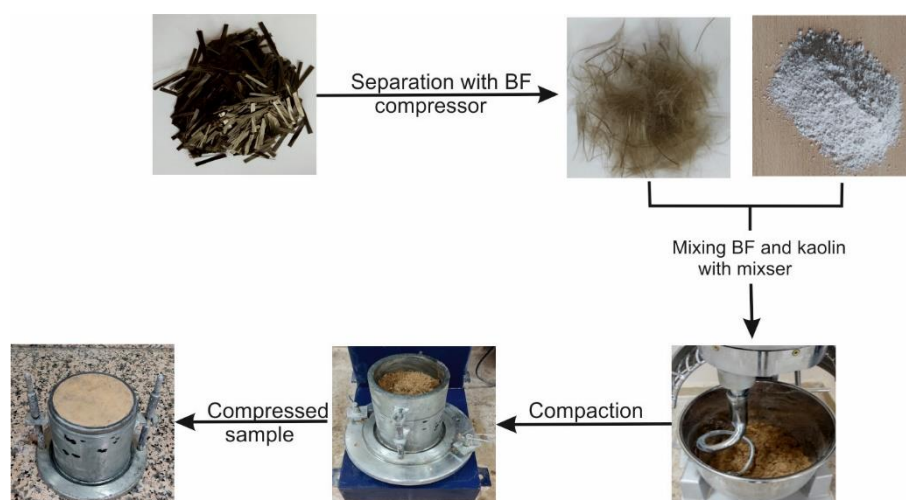 Separation with BF
compressor
Mixing BF and kaolin
with mixser
Compaction
Compressed
sample